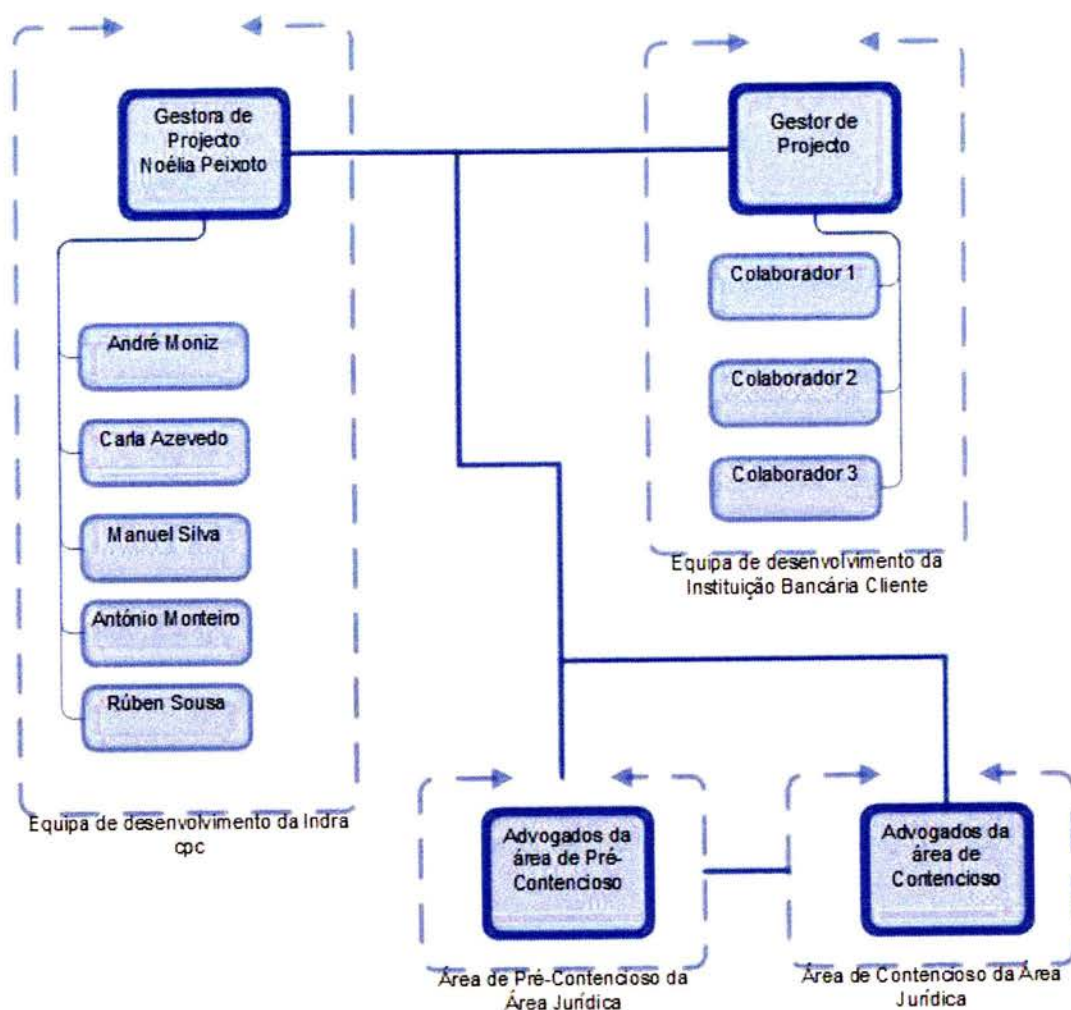 Gestora de
Projecto
Noélia Peixoto
Gestor de
Projecto
Colaborador 1
Colaborador 2
Colaborador 3
André Moniz
Carla Azevedo
Manuel Silva
António Monteiro
Rúben Sousa
Equipa de desenvolvimento da Indra
cpc
Equipa de desenvolvimento da
Instituição Bancária Cliente
Advogados da
área de Pré-
Contencioso
Advogados da
área de
Contencioso
Área de Pré-Contencioso da
Área Jurídica
Área de Contencioso da Área
Jurídica